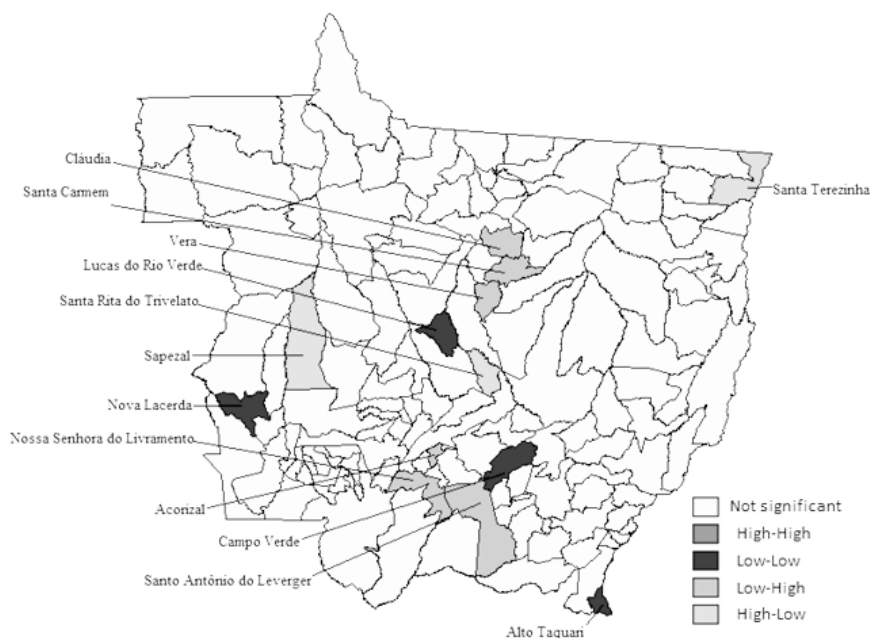 Cláudia
Santa Carmem
Santa Terezinha
Vera
Lucas do Rio Verde
Santa Rita do Trivelato
Sapezal
Nova Lacerda
Nossa Senhora do Livramento
Acorizal
Campo Verde
Santo Antônio do Leverger
Alto Taquari
Not significant
High-High
Low-Low
Low-High
High-Low